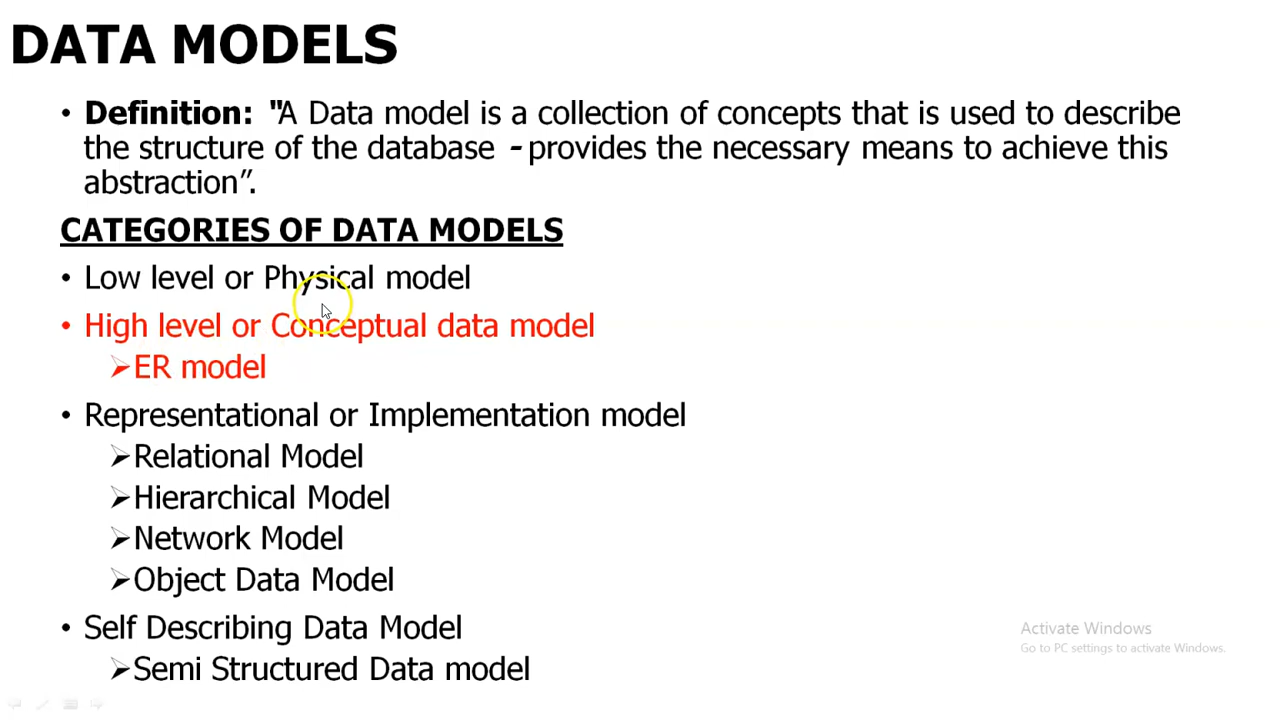 DATA MODELS
• Definition: "A Data model is a collection of concepts that is used to describe
the structure of the database - provides the necessary means to achieve this
abstraction”.
CATEGORIES OF DATA MODELS
• Low level or Physical model
• High level or Conceptual data model
➢ER model
• Representational or Implementation model
➢Relational Model
➢Hierarchical Model
➢Network Model
➢Object Data Model
• Self Describing Data Model
➢Semi Structured Data model
Activate Windows
Go to PC settings to activate Windows.